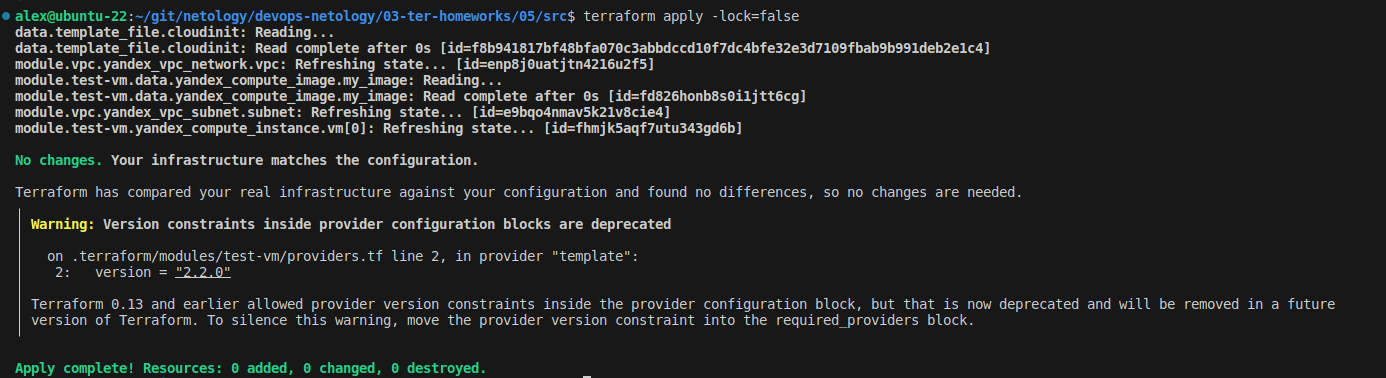 alex@ubuntu-22:~/git/netology/devops-netology/03-ter-homeworks/05/src$ terraform apply -lock=false
data.template_file.cloudinit: Reading...
data.template_file.cloudinit: Read complete after 0s [id=f8b941817bf48bfa070c3abbdccd10f7dc4bfe32e3d7109fbab9b991deb2e1c4]
module.vpc.yandex_vpc_network.vpc: Refreshing state... [id=enp8j0uatjtn4216u2f5]
module.test-vm.data.yandex_compute_image.my_image: Reading...
module.test-vm.data.yandex_compute_image.my_image: Read complete after 0s [id=fd826honb8s0i1jtt6cg]
module.vpc.yandex_vpc_subnet.subnet: Refreshing state... [id=e9bqo4nmav5k21v8cie4]
module.test-vm.yandex_compute_instance.vm[0]: Refreshing state... [id=fhmjk5aqf7utu343gd6b]
No changes. Your infrastructure matches the configuration.
Terraform has compared your real infrastructure against your configuration and found no differences, so no changes are needed.
Warning: Version constraints inside provider configuration blocks are deprecated
on .terraform/modules/test-vm/providers.tf line 2, in provider "template":
2:   version = "2.2.0"
Terraform 0.13 and earlier allowed provider version constraints inside the provider configuration block, but that is now deprecated and will be removed in a future
version of Terraform. To silence this warning, move the provider version constraint into the required_providers block.
Apply complete! Resources: 0 added, 0 changed, 0 destroyed.